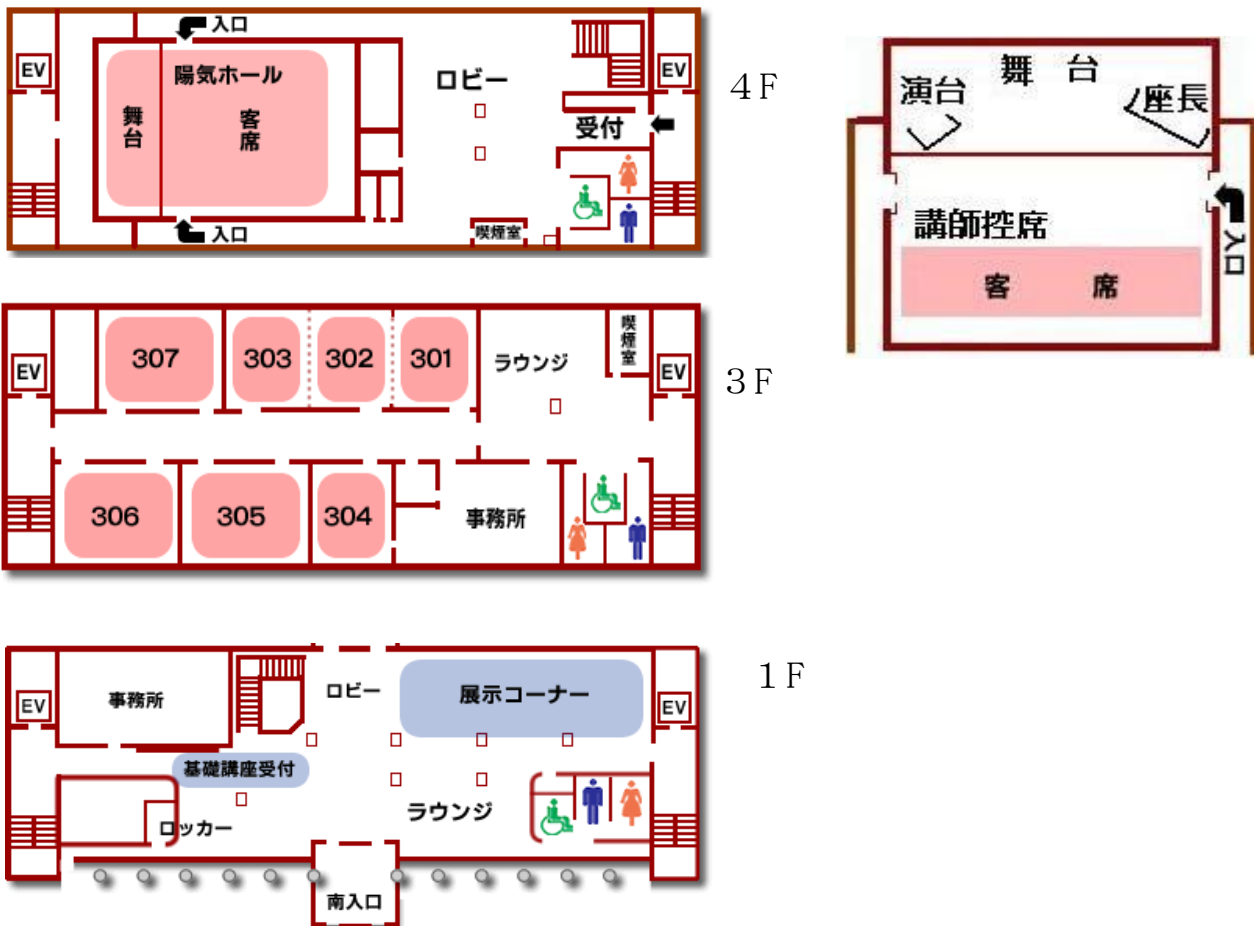 入口
EV
陽気ホール
舞台
客席
ロビー
EV
受付
入口
喫煙室
4F
舞 台
演台
座長
講師控席
入口
客 席
307
303
302
301
ラウンジ
喫煙室
EV
EV
3F
306
305
304
事務所
1F
事務所
ロビー
展示コーナー
EV
EV
基礎講座受付
ロッカー
ラウンジ
南入口